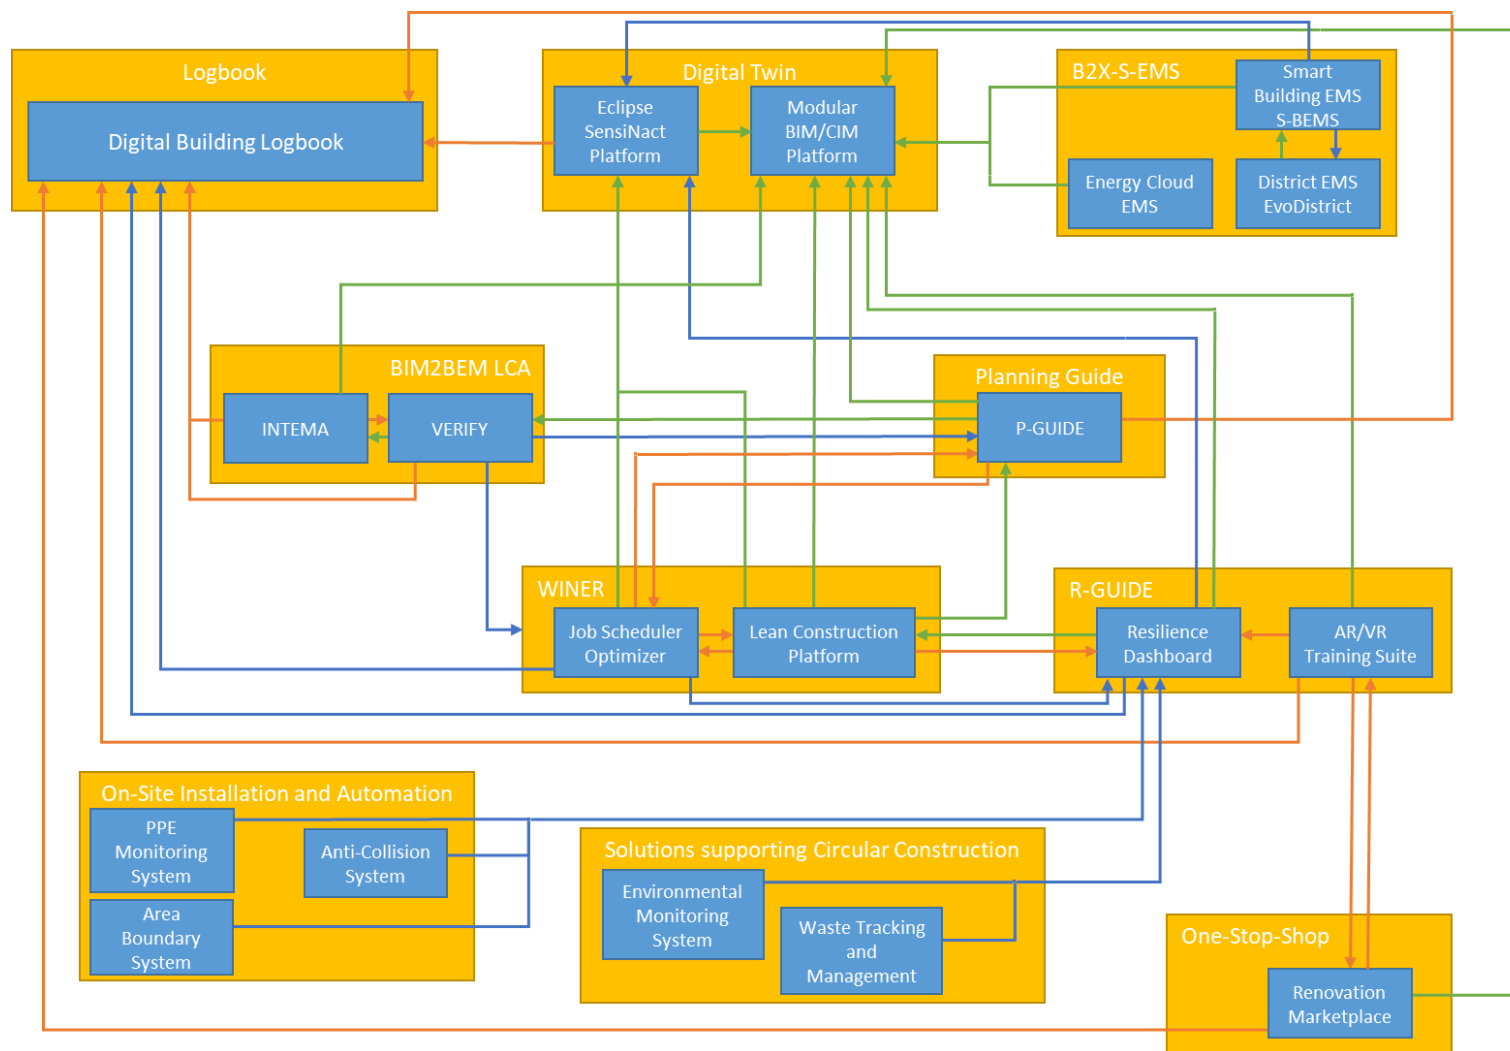 Logbook
Digital Building Logbook
Digital Twin
Eclipse
SensiNact
Platform
Modular
BIM/CIM
Platform
B2X-S-EMS
Smart
Building EMS
S-BEMS
Energy Cloud
EMS
District EMS
EvoDistrict
BIM2BEM LCA
INTEMA
VERIFY
Planning Guide
P-GUIDE
WINER
Job Scheduler
Optimizer
Lean Construction
Platform
R-GUIDE
Resilience
Dashboard
AR/VR
Training Suite
On-Site Installation and Automation
PPE
Monitoring
System
Anti-Collision
System
Area
Boundary
System
Solutions supporting Circular Construction
Environmental
Monitoring
System
Waste Tracking
and
Management
One-Stop-Shop
Renovation
Marketplace